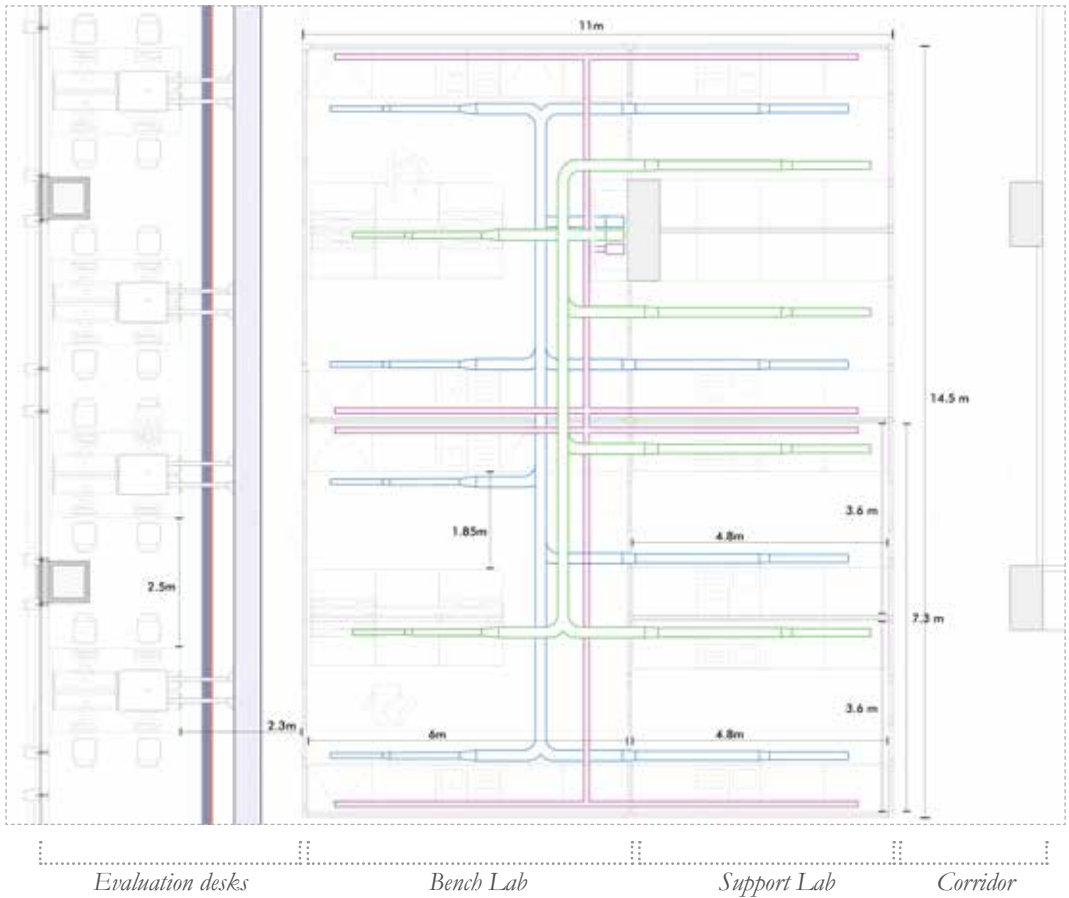 11m
14.5 m
3.6 m
1.85m
4.8m
2.5m
7.3 m
3.6 m
2.3m
6m
4.8m
Evaluation desks
Bench Lab
Support Lab
Corridor